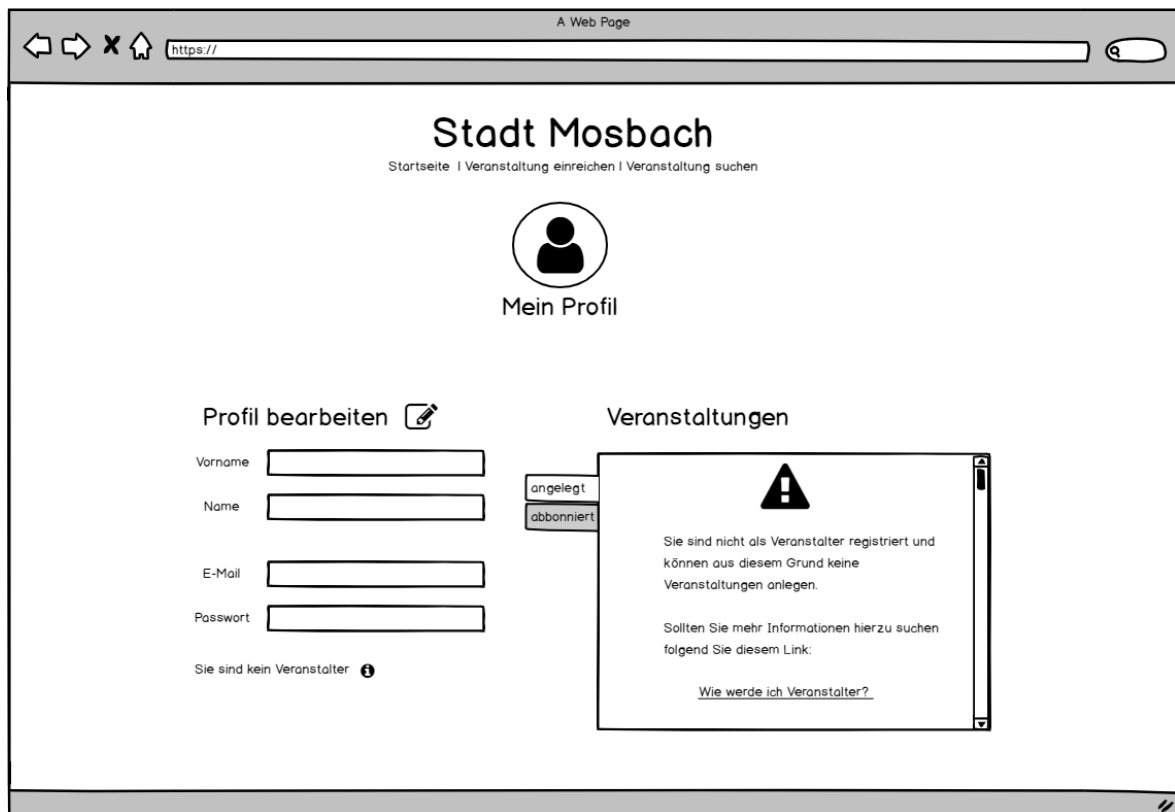 A Web Page
https://
Stadt Mosbach
Startseite | Veranstaltung einreichen | Veranstaltung suchen
Mein Profil
Profil bearbeiten
Vorname
Name
E-Mail
Passwort
Sie sind kein Veranstalter
Veranstaltungen
angelegt
abbonniert
Sie sind nicht als Veranstalter registriert und
können aus diesem Grund keine
Veranstaltungen anlegen.
Sollten Sie mehr Informationen hierzu suchen
folgend Sie diesem Link:
Wie werde ich Veranstalter?